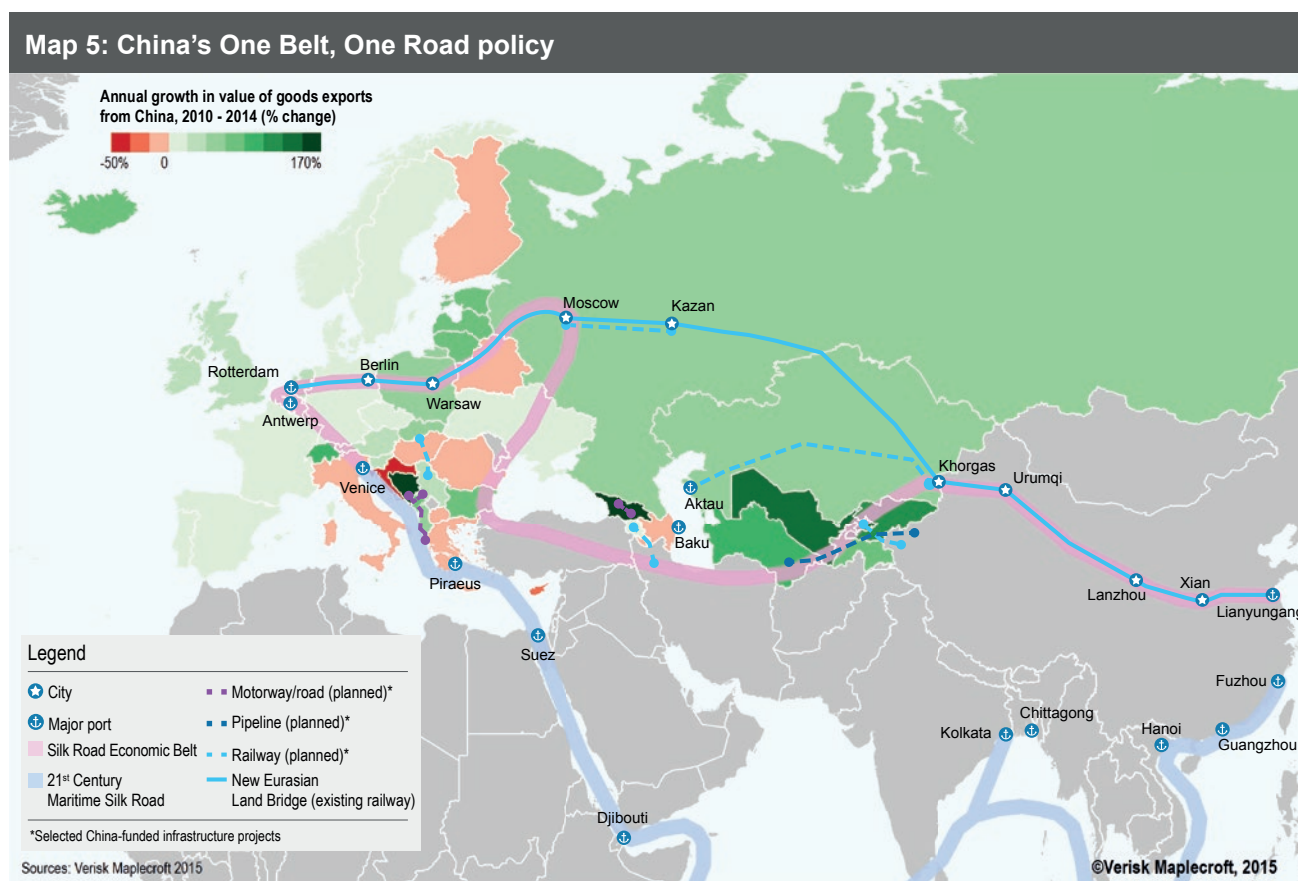 Map 5: China's One Belt, One Road policy
Annual growth in value of goods exports
from China, 2010 - 2014 (% change)
-50% 0 170%
Moscow
Kazan
Berlin
Rotterdam
Warsaw
Antwerp
Khorgas
Urumqi
Venice
Aktau
Baku
Piraeus
Lanzhou
Xian
Lianyungang
Suez
Fuzhou
Kolkata
Chittagong
Hanoi
Guangzhou
Djibouti
Legend
City
Major port
Silk Road Economic Belt
21st Century
Maritime Silk Road
Motorway/road (planned)*
Pipeline (planned)*
Railway (planned)*
New Eurasian
Land Bridge (existing railway)
*Selected China-funded infrastructure projects
Sources: Verisk Maplecroft 2015
©Verisk Maplecroft, 2015